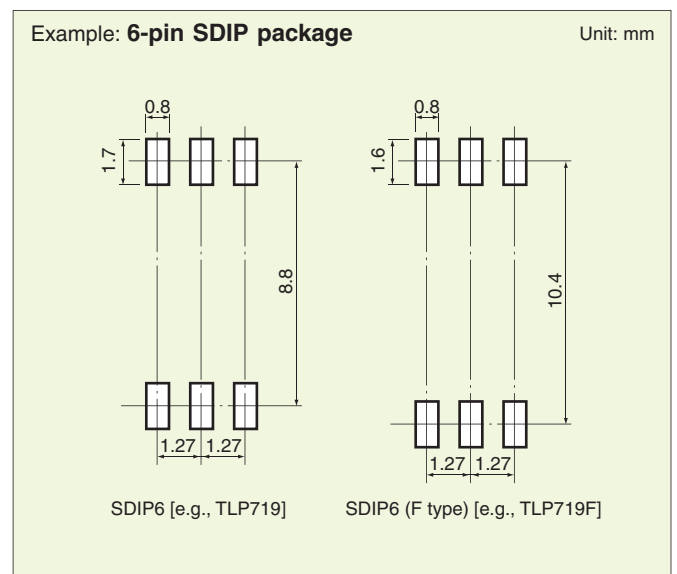 Example: 6-pin SDIP package
Unit: mm
0.8
1.7
8.8
1.27 1.27
SDIP6 [e.g., TLP719]
0.8
1.6
10.4
1.27 1.27
SDIP6 (F type) [e.g., TLP719F]